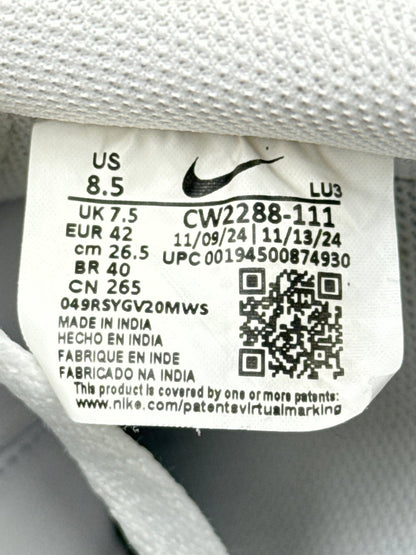 US
8.5
LU3
UK 7.5
CW2288-111
EUR 42
11/09/24 | 11/13/24
cm 26.5
UPC 00194500874930
BR 40
CN 265
049RSYGV20MWS
MADE IN INDIA
HECHO EN INDIA
FABRIQUE EN INDE
FABRICADO NA INDIA
This product is covered by one or more patents:
www.nike.com/patentsvirtualmarking